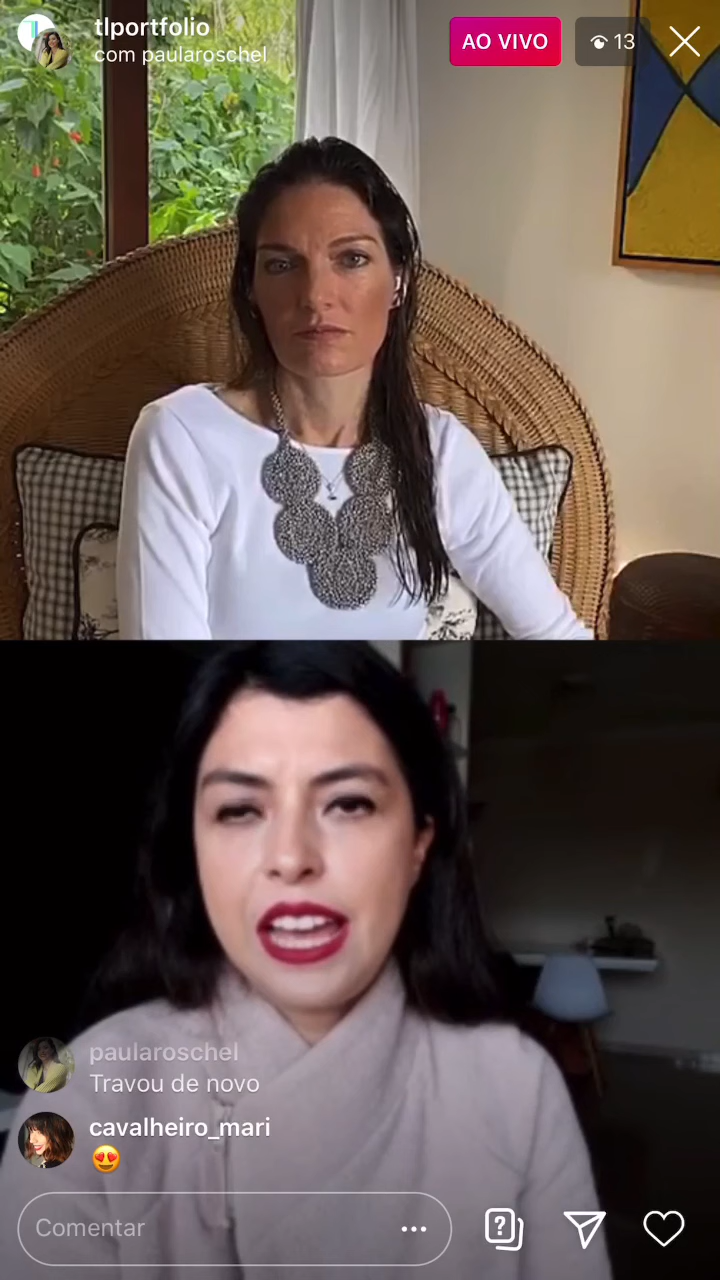 tlportfolio
com paularoschel
AO VIVO
13
paularoschel
Travou de novo
cavalheiro_mari
😍
Comentar